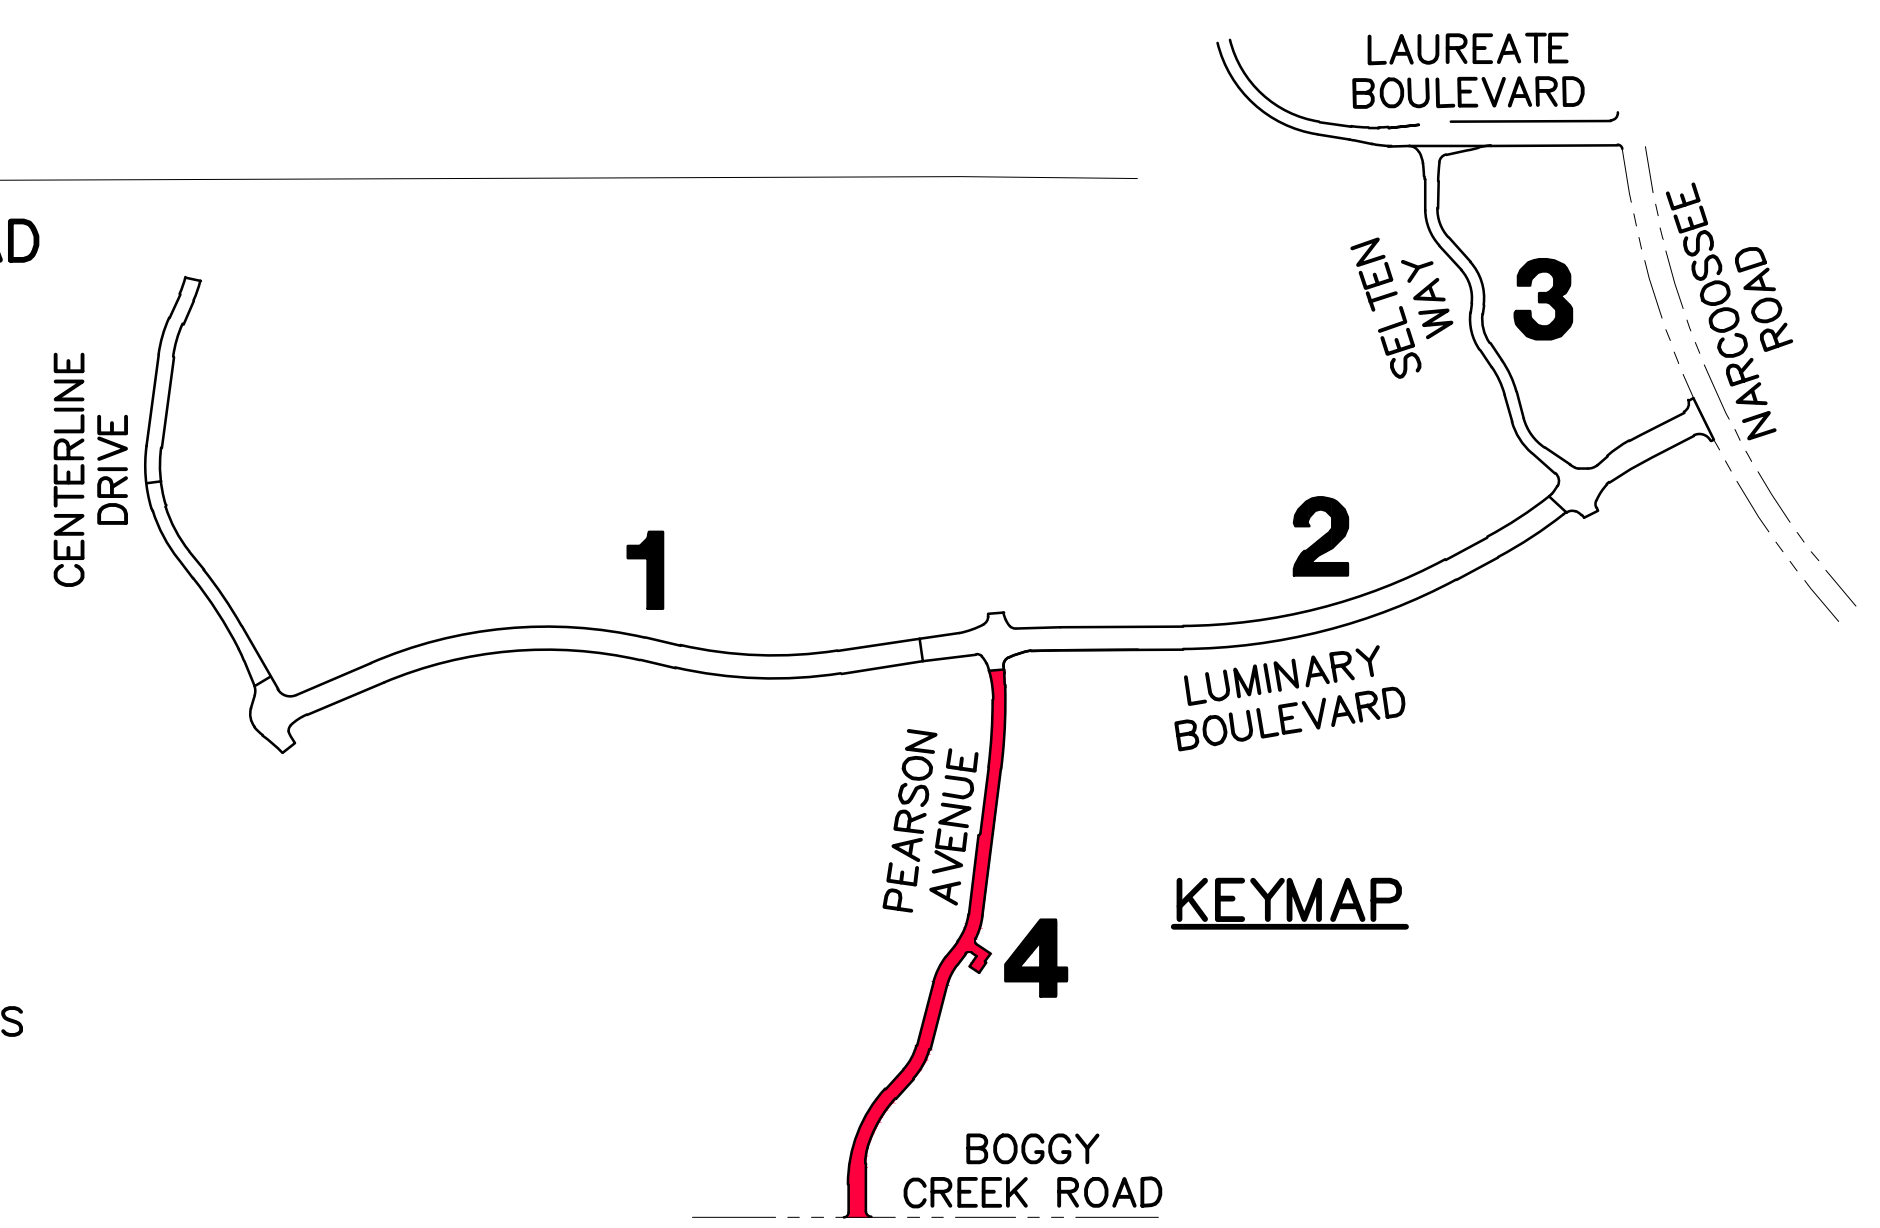 LAUREATE
BOULEVARD
AD
SELTEN
WAY
3
NARCOOSSEE
ROAD
CENTERLINE
DRIVE
1
2
LUMINARY
BOULEVARD
PEARSON
AVENUE
KEYMAP
4
S
BOGGY
CREEK ROAD